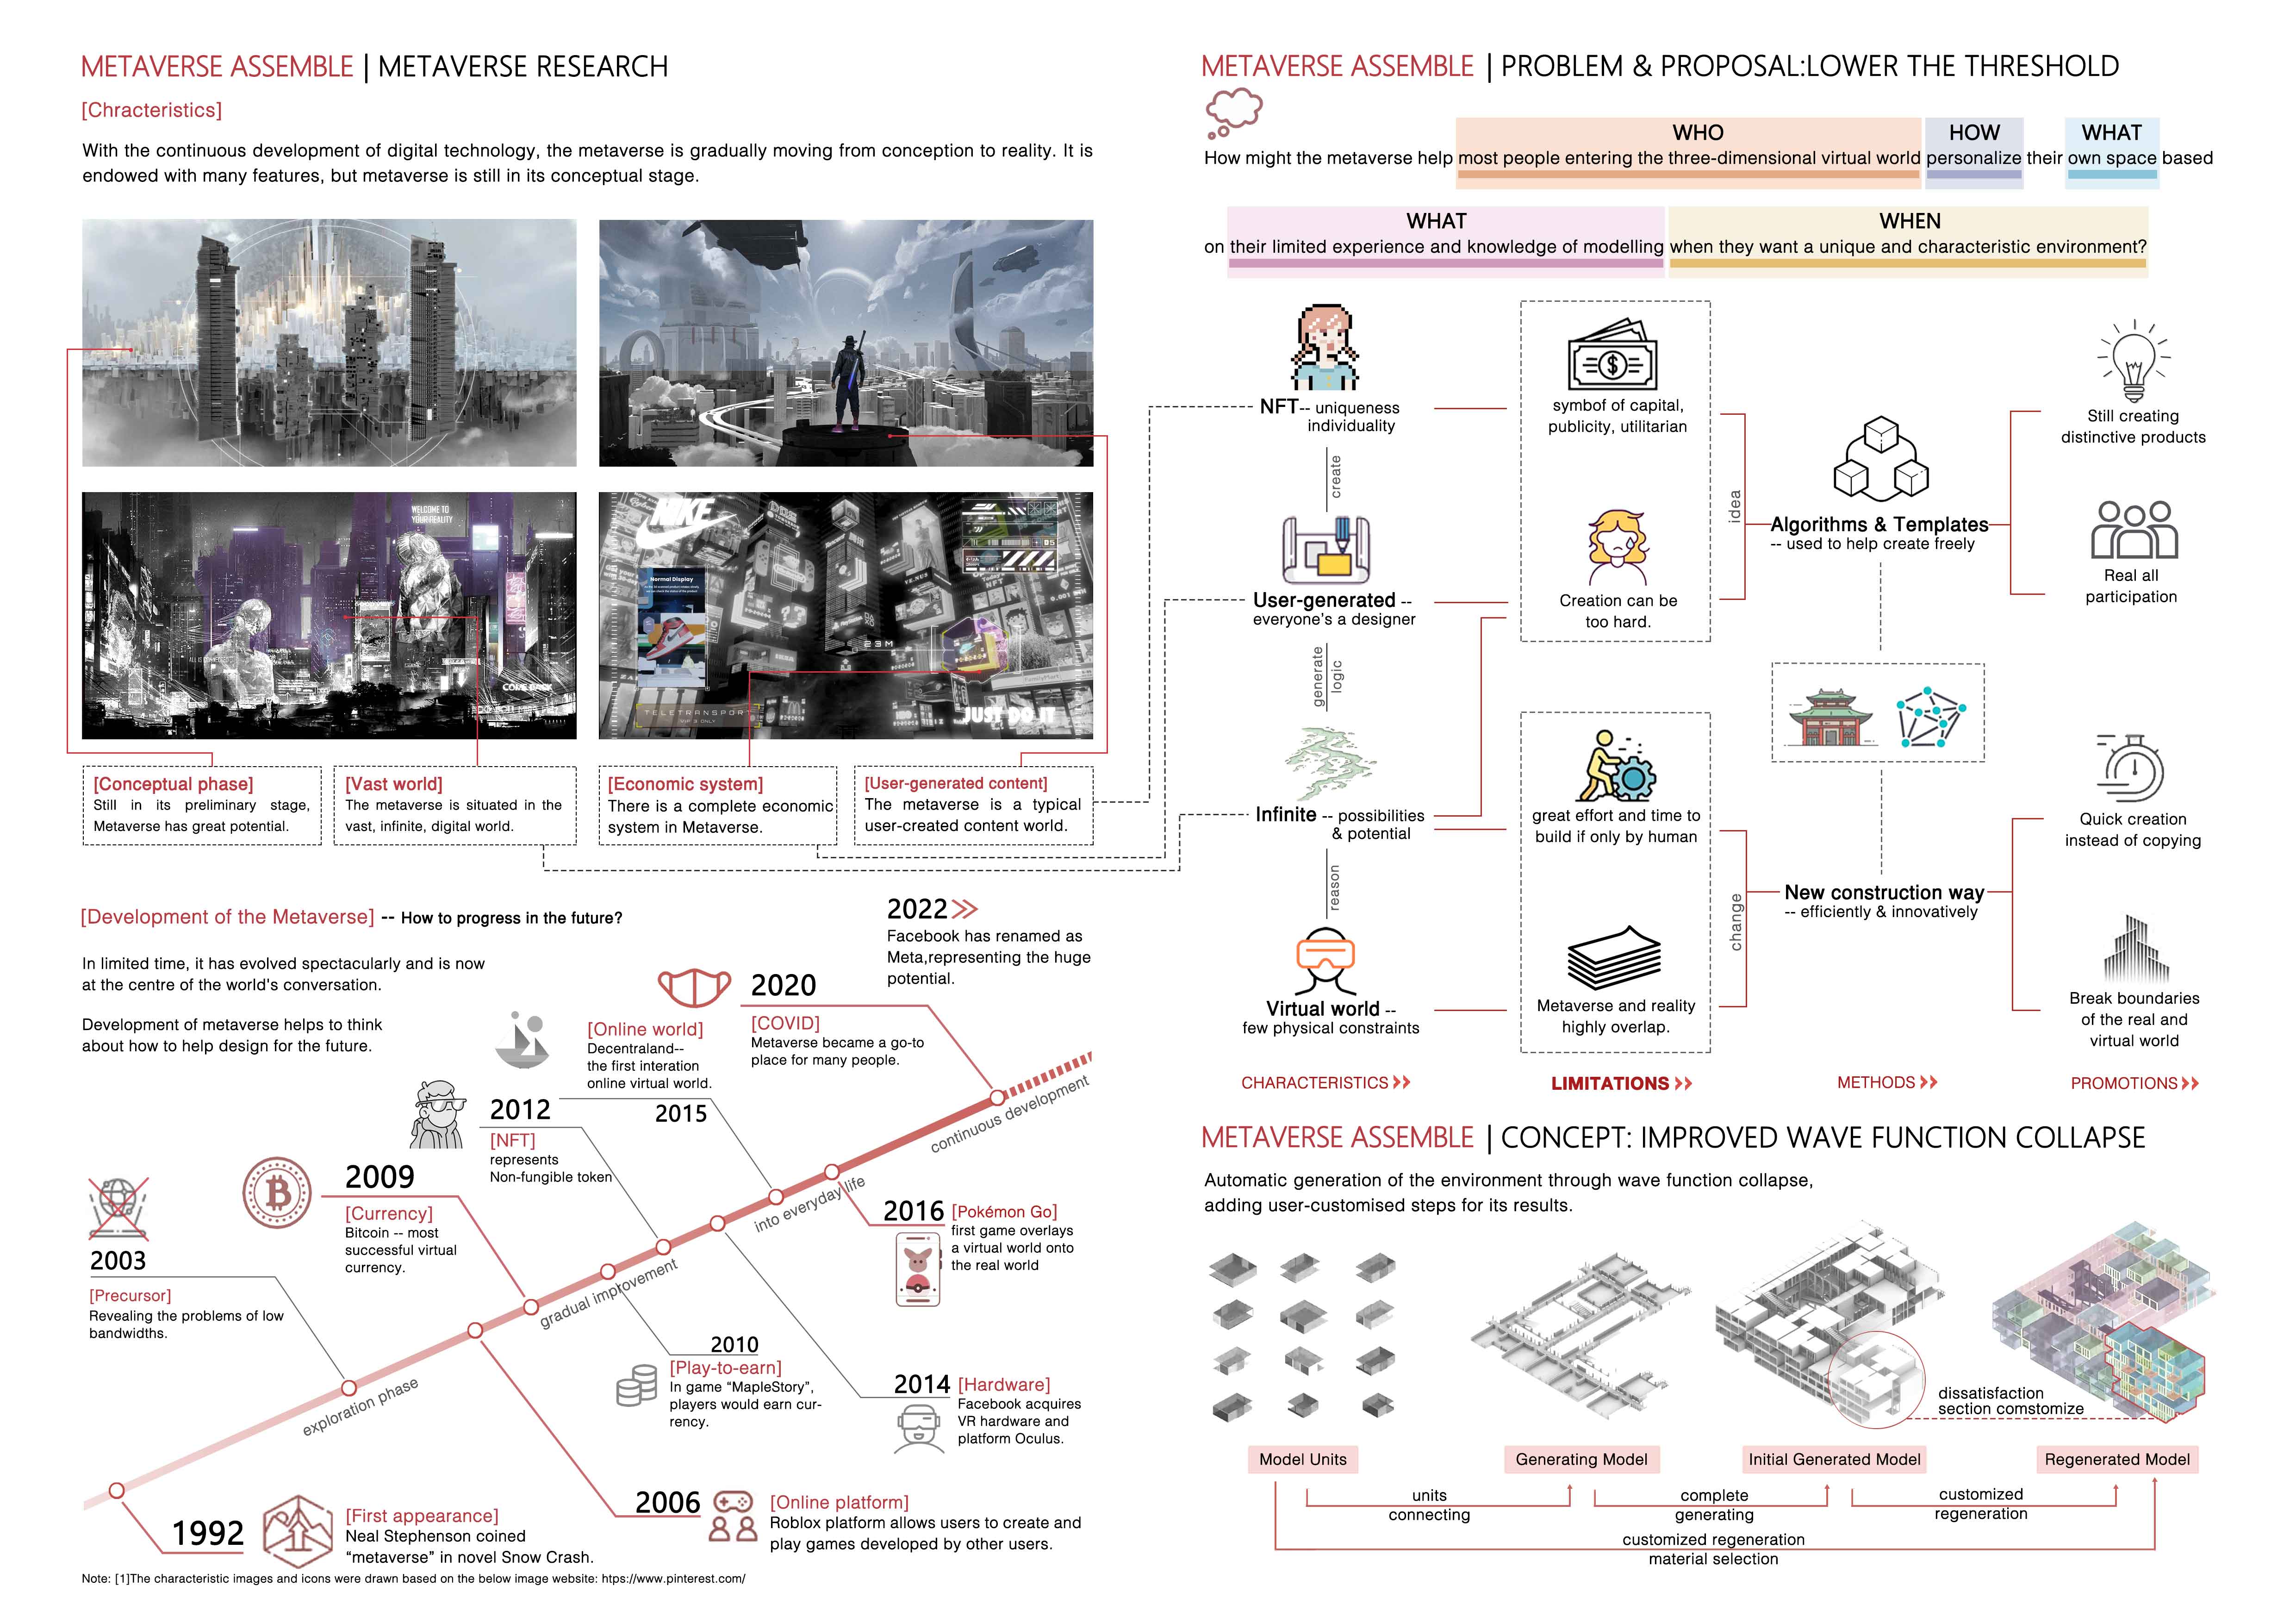 METAVERSE ASSEMBLE | METAVERSE RESEARCH
[Chracteristics]
With the continuous development of digital technology, the metaverse is gradually moving from conception to reality. It is
endowed with many features, but metaverse is still in its conceptual stage.
WELCOME TO
YOUR REALITY
NIKE
Normal Display
23M
TELETRANSPORT
JUST DO IT
[Conceptual phase]
Still in its preliminary stage,
Metaverse has great potential.
[Vast world]
The metaverse is situated in the
vast, infinite, digital world.
[Economic system]
There is a complete economic
system in Metaverse.
[User-generated content]
The metaverse is a typical
user-created content world.
[Development of the Metaverse] -- How to progress in the future?
In limited time, it has evolved spectacularly and is now
at the centre of the world's conversation.
Development of metaverse helps to think
about how to help design for the future.
2022
Facebook has renamed as
Meta,representing the huge
potential.
2020
[COVID]
Metaverse became a go-to
place for many people.
[Online world]
Decentraland--
the first interation
online virtual world.
2015
2012
[NFT]
represents
Non-fungible token
2009
[Currency]
Bitcoin -- most
successful virtual
currency.
2003
[Precursor]
Revealing the problems of low
bandwidths.
exploration phase
gradual improvement
into everyday life
continuous development
2016 [Pokémon Go]
first game overlays
a virtual world onto
the real world
2010
[Play-to-earn]
In game “MapleStory”,
players would earn cur-
rency.
2014 [Hardware]
Facebook acquires
VR hardware and
platform Oculus.
2006 [Online platform]
Roblox platform allows users to create and
play games developed by other users.
1992 [First appearance]
Neal Stephenson coined
“metaverse” in novel Snow Crash.
Note: [1]The characteristic images and icons were drawn based on the below image website: htps://www.pinterest.com/
METAVERSE ASSEMBLE | PROBLEM & PROPOSAL:LOWER THE THRESHOLD
WHO HOW WHAT
How might the metaverse help most people entering the three-dimensional virtual world personalize their own space based
WHAT WHEN
on their limited experience and knowledge of modelling when they want a unique and characteristic environment?
NFT-- uniqueness
individuality
create
User-generated --
everyone's a designer
generate
logic
Infinite -- possibilities
& potential
reason
Virtual world --
few physical constraints
symbof of capital,
publicity, utilitarian
Creation can be
too hard.
great effort and time to
build if only by human
Metaverse and reality
highly overlap.
idea
change
Algorithms & Templates
-- used to help create freely
New construction way
-- efficiently & innovatively
Still creating
distinctive products
Real all
participation
Quick creation
instead of copying
Break boundaries
of the real and
virtual world
CHARACTERISTICS LIMITATIONS METHODS PROMOTIONS
METAVERSE ASSEMBLE | CONCEPT: IMPROVED WAVE FUNCTION COLLAPSE
Automatic generation of the environment through wave function collapse,
adding user-customised steps for its results.
dissatisfaction
section comstomize
Model Units Generating Model Initial Generated Model Regenerated Model
units
connecting
complete
generating
customized
regeneration
customized regeneration
material selection